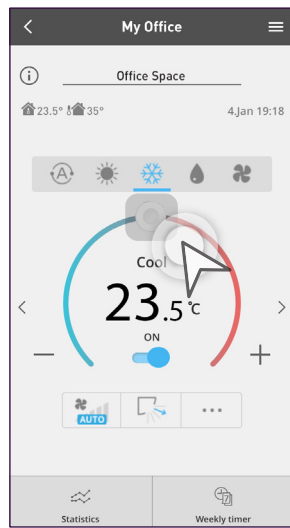 My Office
Office Space
23.5° 35° 4.Jan 19:18
A
Cool
23.5°C
ON
AUTO
Statistics Weekly timer